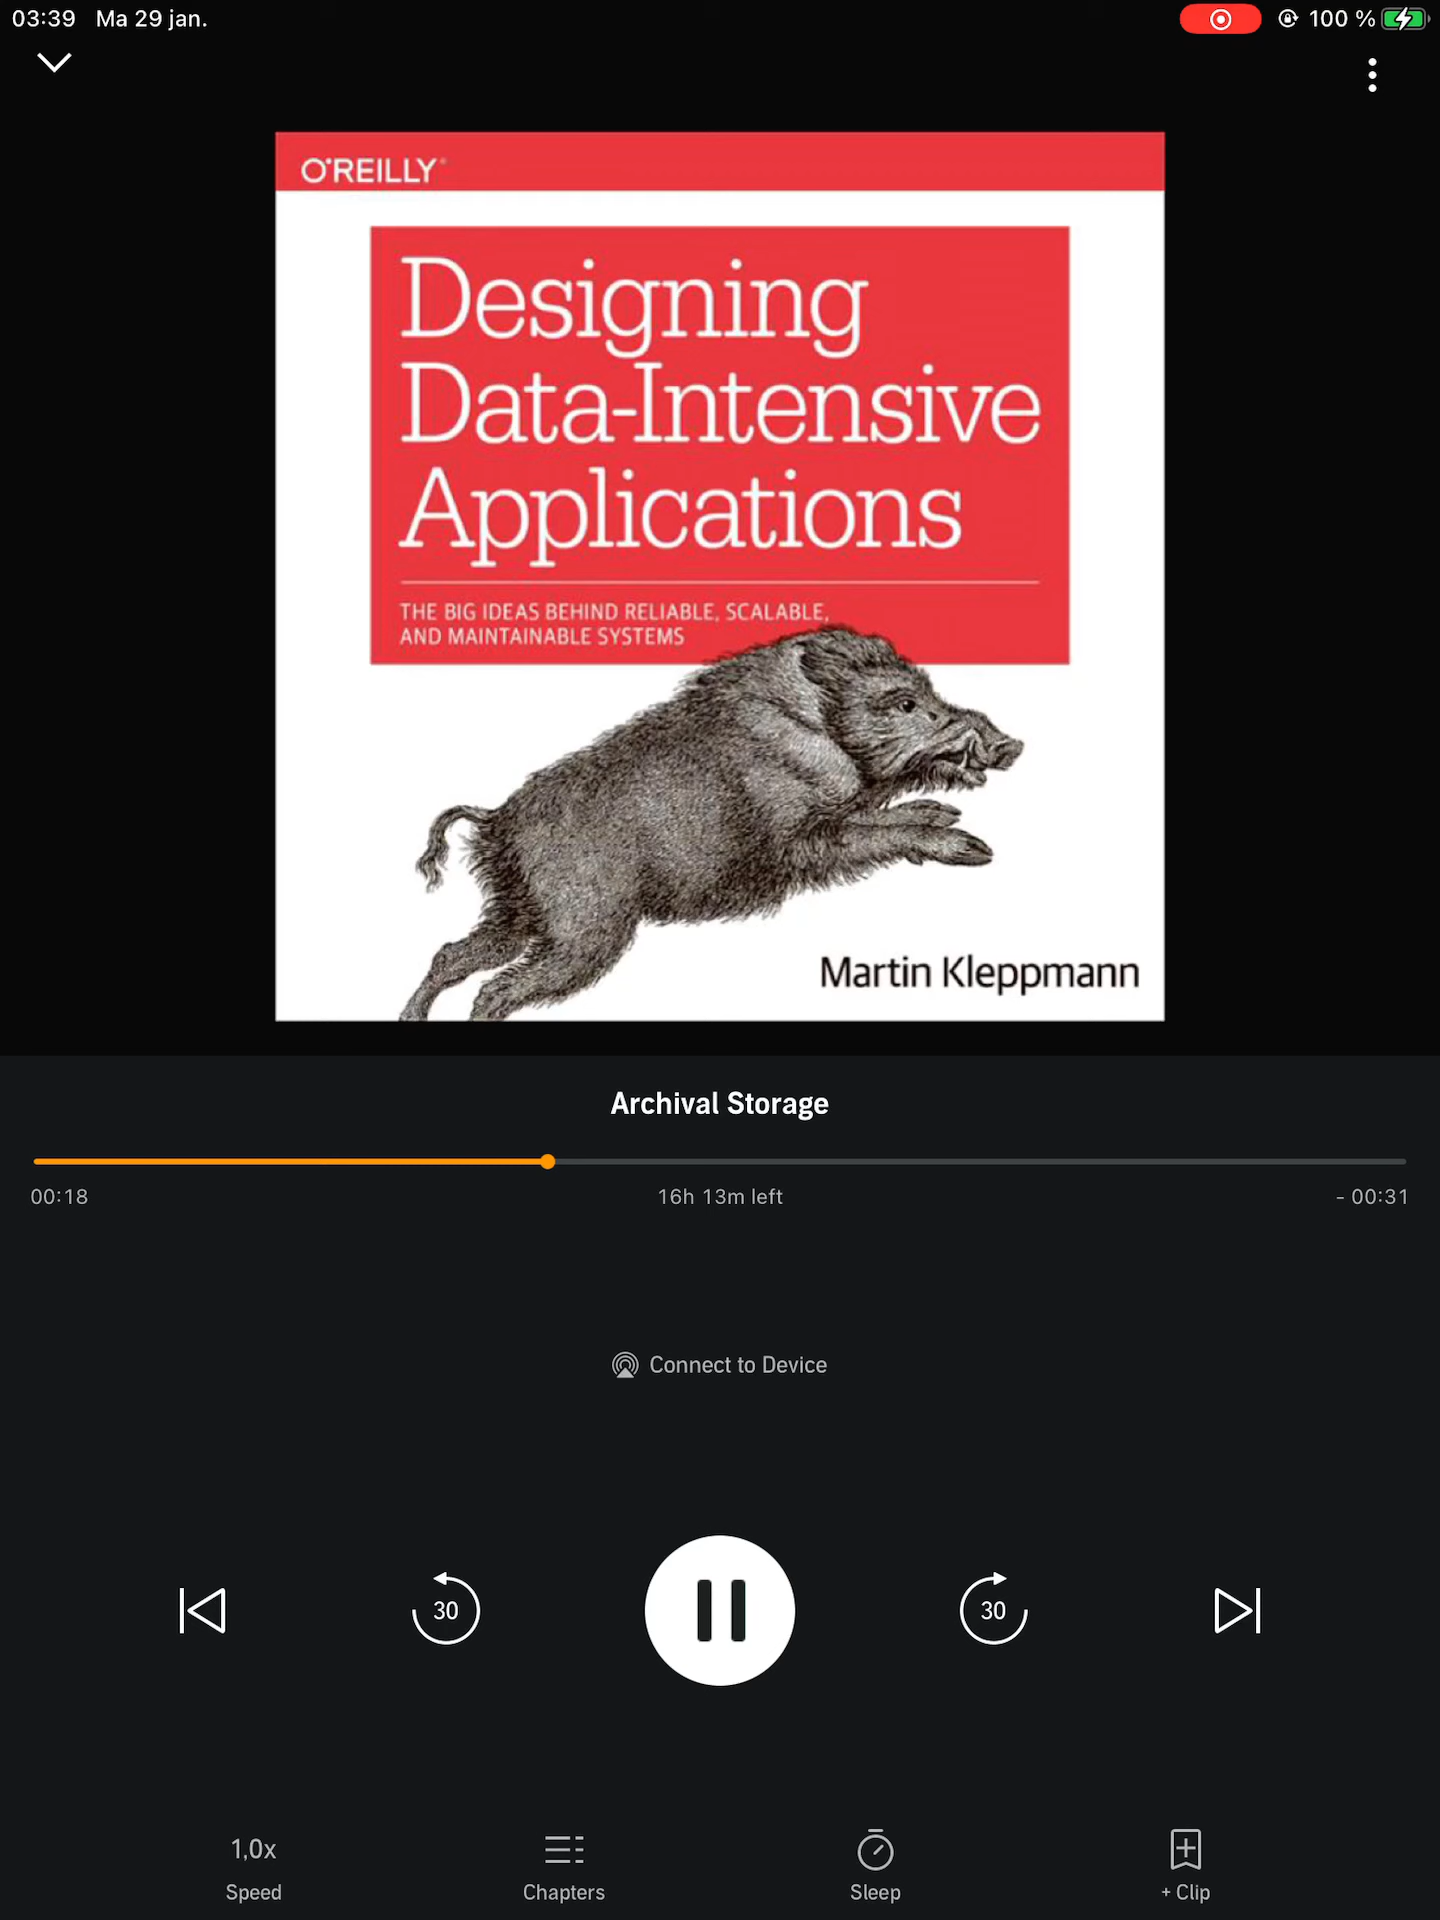 03:39 Ma 29 jan.
100 %
O'REILLY®
Designing
Data-Intensive
Applications
THE BIG IDEAS BEHIND RELIABLE, SCALABLE,
AND MAINTAINABLE SYSTEMS
Martin Kleppmann
Archival Storage
00:18 16h 13m left - 00:31
Connect to Device
30 30
1,0x
Speed Chapters Sleep + Clip